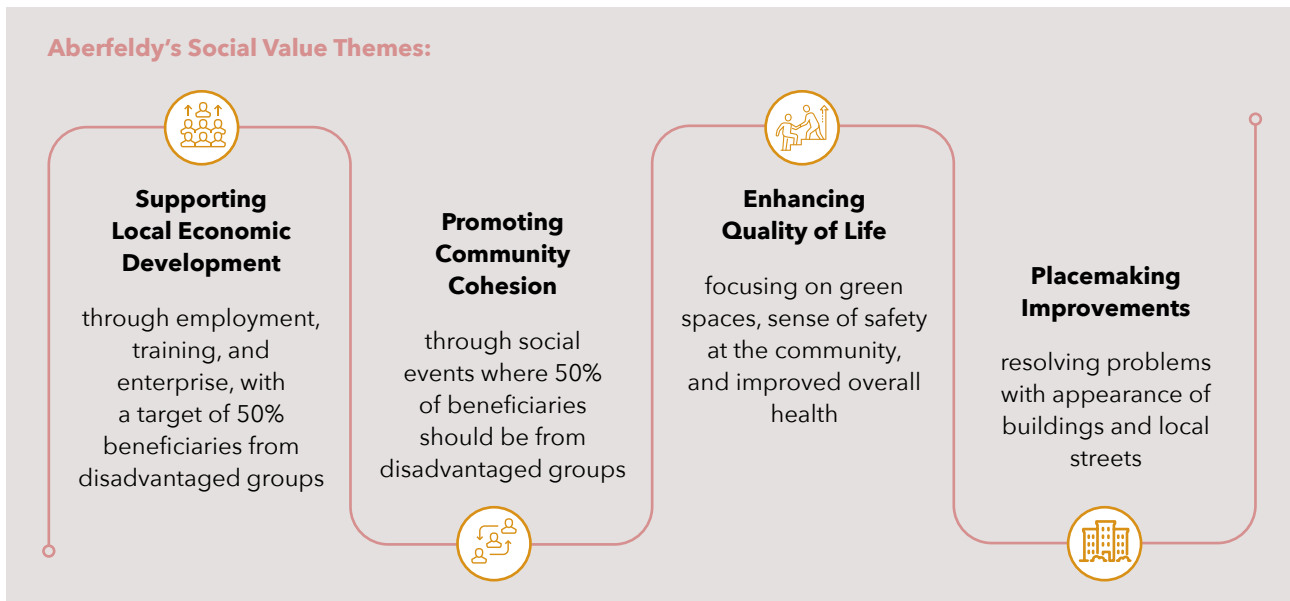 Aberfeldy’s Social Value Themes:
Supporting
Local Economic
Development
through employment,
training, and
enterprise, with
a target of 50%
beneficiaries from
disadvantaged groups
Promoting
Community
Cohesion
through social
events where 50%
of beneficiaries
should be from
disadvantaged groups
Enhancing
Quality of Life
focusing on green
spaces, sense of safety
at the community,
and improved overall
health
Placemaking
Improvements
resolving problems
with appearance of
buildings and local
streets